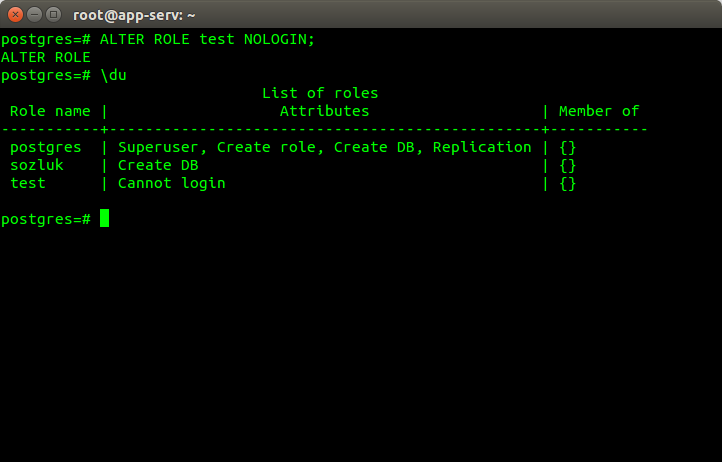 root@app-serv: ~
postgres=# ALTER ROLE test NOLOGIN;
ALTER ROLE
postgres=# \du
                             List of roles
 Role name |                   Attributes                   | Member of
-----------+------------------------------------------------+-----------
 postgres  | Superuser, Create role, Create DB, Replication | {}
 sozluk    | Create DB                                      | {}
 test      | Cannot login                                   | {}
postgres=#